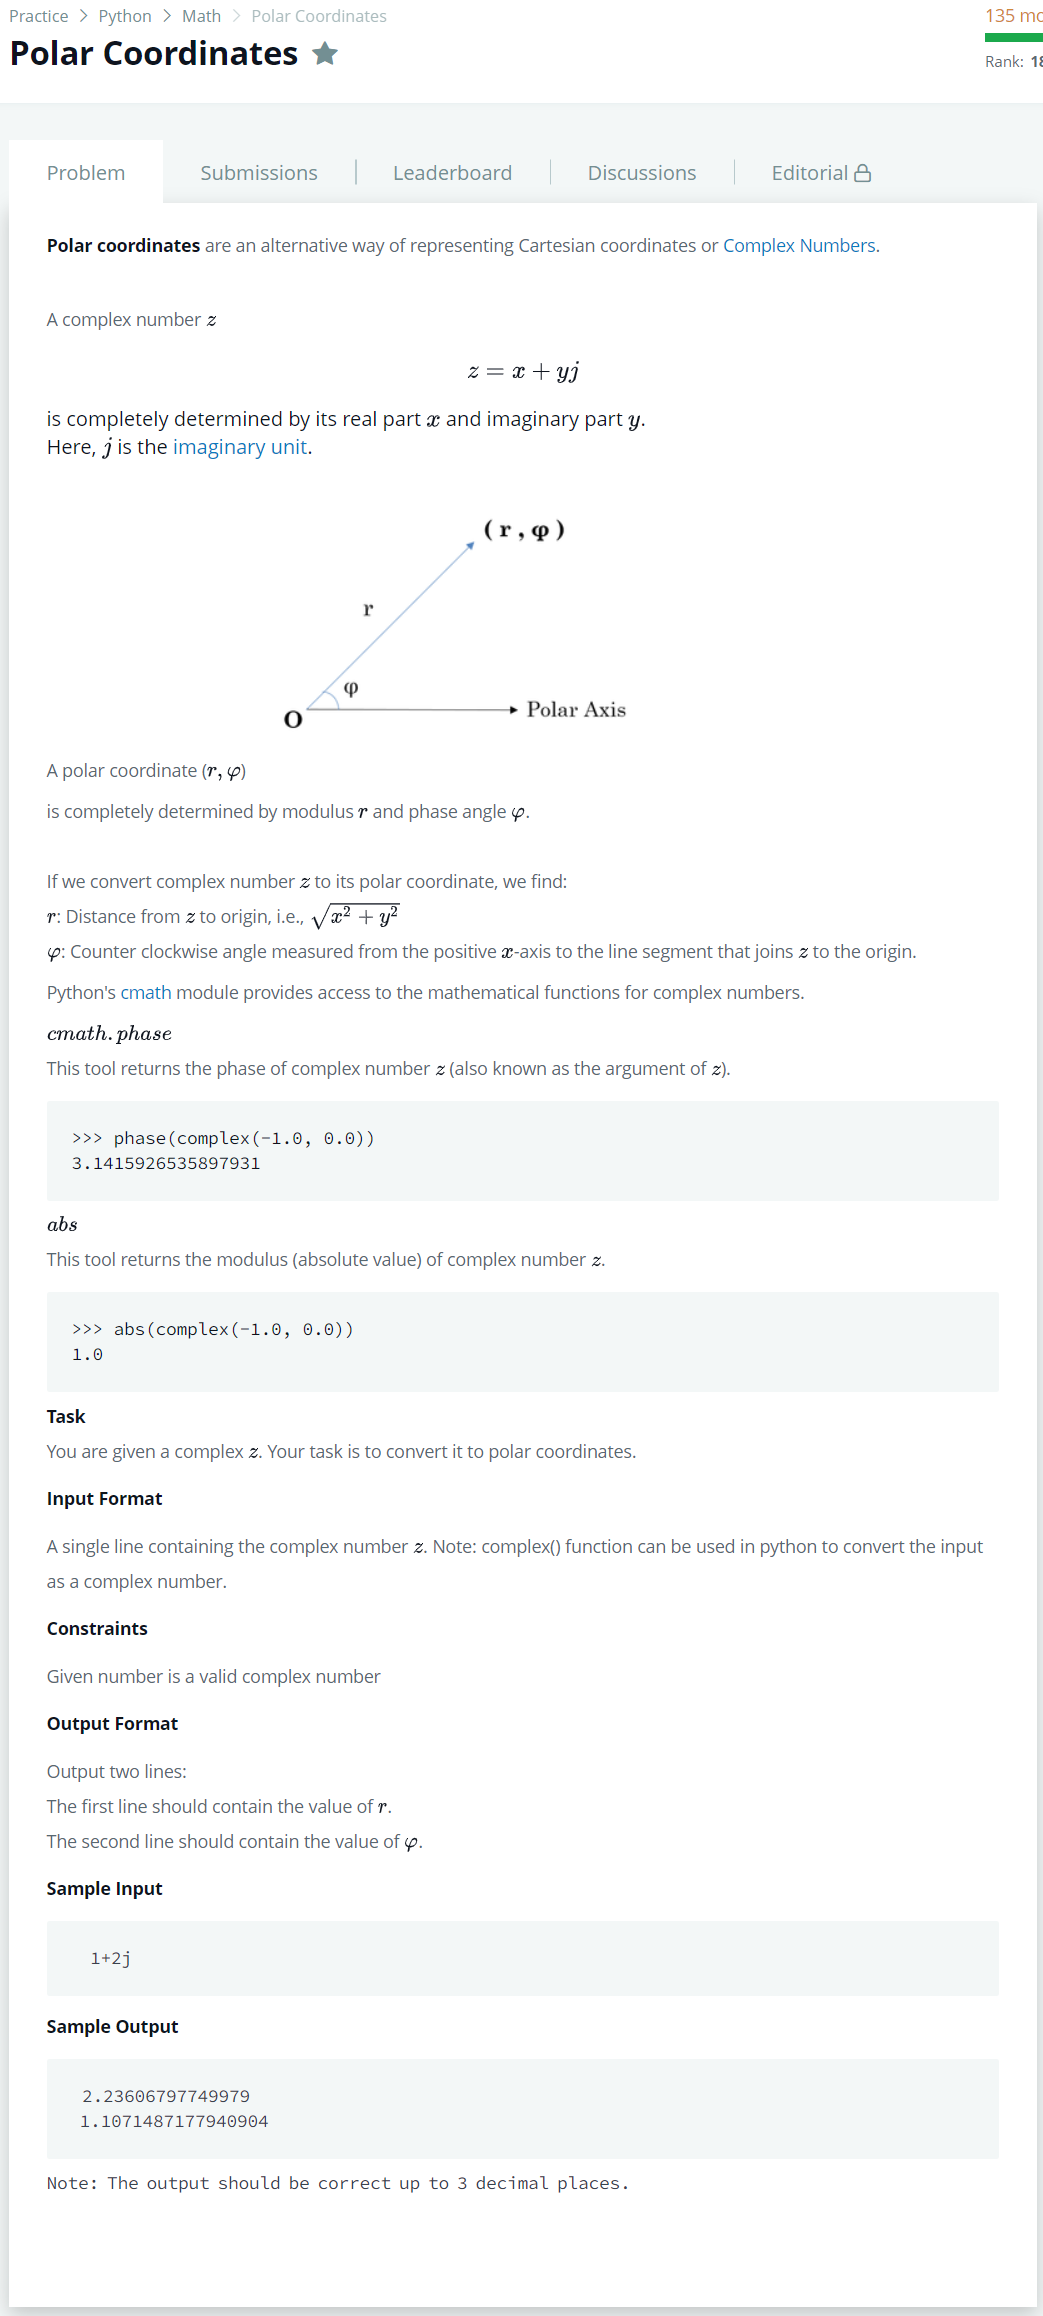 Practice > Python > Math > Polar Coordinates
135 mo
Polar Coordinates
Rank: 18
Problem
Submissions
Leaderboard
Discussions
Editorial
Polar coordinates are an alternative way of representing Cartesian coordinates or Complex Numbers.
A complex number z
z = x + yj
is completely determined by its real part x and imaginary part y.
Here, j is the imaginary unit.
( r , φ )
r
φ
O
Polar Axis
A polar coordinate (r, φ)
is completely determined by modulus r and phase angle φ.
If we convert complex number z to its polar coordinate, we find:
r: Distance from z to origin, i.e., √x² + y²
φ: Counter clockwise angle measured from the positive x-axis to the line segment that joins z to the origin.
Python's cmath module provides access to the mathematical functions for complex numbers.
cmath. phase
This tool returns the phase of complex number z (also known as the argument of z).
>>> phase(complex(-1.0, 0.0))
3.1415926535897931
abs
This tool returns the modulus (absolute value) of complex number z.
>>> abs(complex(-1.0, 0.0))
1.0
Task
You are given a complex z. Your task is to convert it to polar coordinates.
Input Format
A single line containing the complex number z. Note: complex() function can be used in python to convert the input
as a complex number.
Constraints
Given number is a valid complex number
Output Format
Output two lines:
The first line should contain the value of r.
The second line should contain the value of φ.
Sample Input
1+2j
Sample Output
2.23606797749979
1.1071487177940904
Note: The output should be correct up to 3 decimal places.